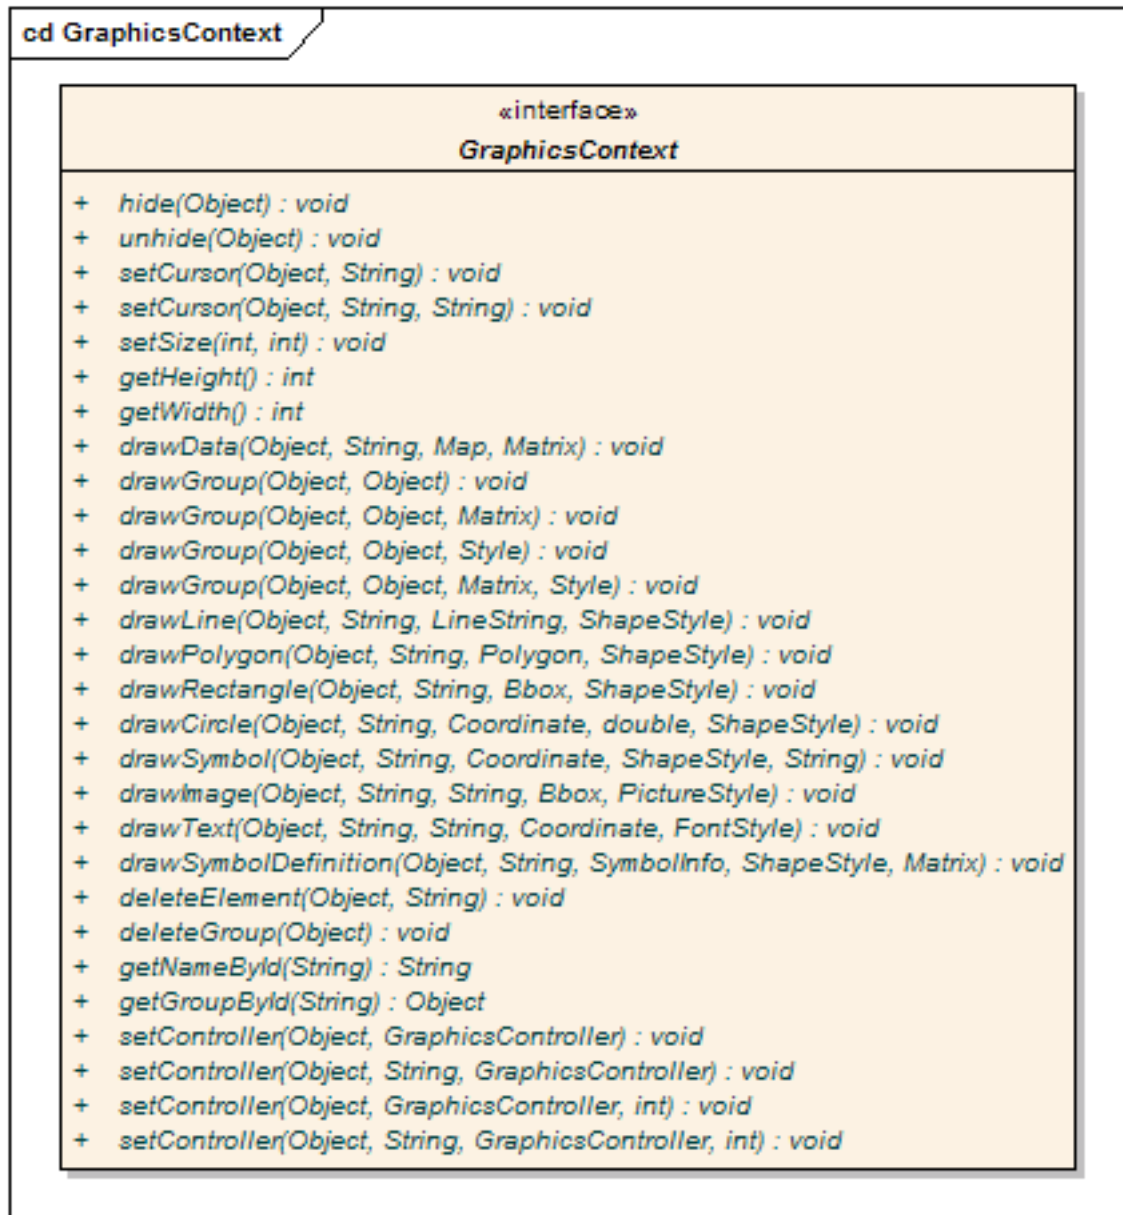 cd GraphicsContext
«interface»
GraphicsContext
+ hide(Object) : void
+ unhide(Object) : void
+ setCursor(Object, String) : void
+ setCursor(Object, String, String) : void
+ setSize(int, int) : void
+ getHeight() : int
+ getWidth() : int
+ drawData(Object, String, Map, Matrix) : void
+ drawGroup(Object, Object) : void
+ drawGroup(Object, Object, Matrix) : void
+ drawGroup(Object, Object, Style) : void
+ drawGroup(Object, Object, Matrix, Style) : void
+ drawLine(Object, String, LineString, ShapeStyle) : void
+ drawPolygon(Object, String, Polygon, ShapeStyle) : void
+ drawRectangle(Object, String, Bbox, ShapeStyle) : void
+ drawCircle(Object, String, Coordinate, double, ShapeStyle) : void
+ drawSymbol(Object, String, Coordinate, ShapeStyle, String) : void
+ drawImage(Object, String, String, Bbox, PictureStyle) : void
+ drawText(Object, String, String, Coordinate, FontStyle) : void
+ drawSymbolDefinition(Object, String, SymbolInfo, ShapeStyle, Matrix) : void
+ deleteElement(Object, String) : void
+ deleteGroup(Object) : void
+ getNameById(String) : String
+ getGroupById(String) : Object
+ setController(Object, GraphicsController) : void
+ setController(Object, String, GraphicsController) : void
+ setController(Object, GraphicsController, int) : void
+ setController(Object, String, GraphicsController, int) : void